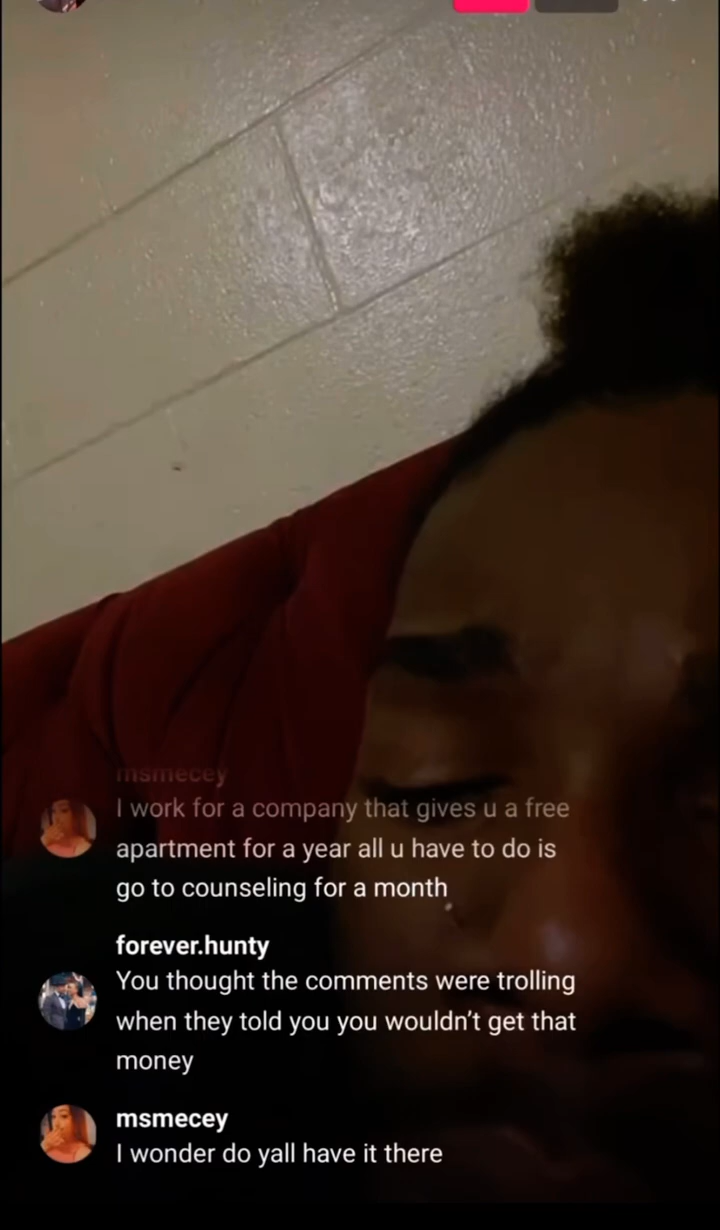 msmecey
I work for a company that gives u a free
apartment for a year all u have to do is
go to counseling for a month
forever.hunty
You thought the comments were trolling
when they told you you wouldn't get that
money
msmecey
I wonder do yall have it there